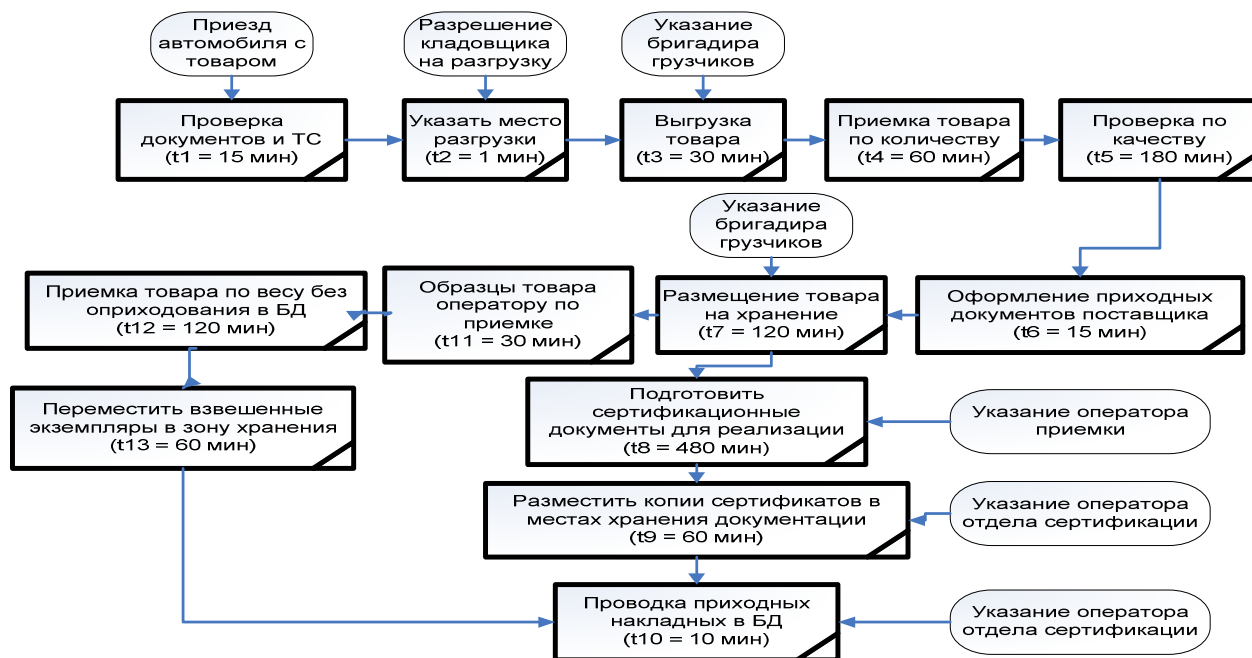 Приезд
автомобиля с
товаром
Разрешение
кладовщика
на разгрузку
Указание
бригадира
грузчиков
Проверка
документов и ТС
(t1 = 15 мин)
Указать место
разгрузки
(t2 = 1 мин)
Выгрузка
товара
(t3 = 30 мин)
Приемка товара
по количеству
(t4 = 60 мин)
Проверка по
качеству
(t5 = 180 мин)
Указание
бригадира
грузчиков
Приемка товара по весу без
оприходования в БД
(t12 = 120 мин)
Образцы товара
оператору по
приемке
(t11 = 30 мин)
Размещение товара
на хранение
(t7 = 120 мин)
Оформление приходных
документов поставщика
(t6 = 15 мин)
Переместить взвешенные
экземпляры в зону хранения
(t13 = 60 мин)
Подготовить
сертификационные
документы для реализации
(t8 = 480 мин)
Указание оператора
приемки
Разместить копии сертификатов в
местах хранения документации
(t9 = 60 мин)
Указание оператора
отдела сертификации
Проводка приходных
накладных в БД
(t10 = 10 мин)
Указание оператора
отдела сертификации